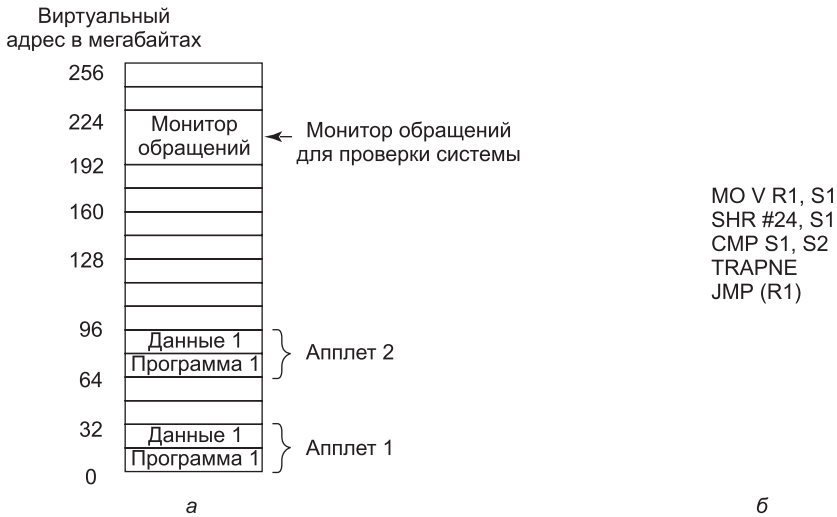 Виртуальный
адрес в мегабайтах
256
224
Монитор
обращений
Монитор обращений
для проверки системы
192
160
128
96
Данные 1
Программа 1
Апплет 2
64
32
Данные 1
Программа 1
Апплет 1
0
а
MO V R1, S1
SHR #24, S1
CMP S1, S2
TRAPNE
JMP (R1)
б